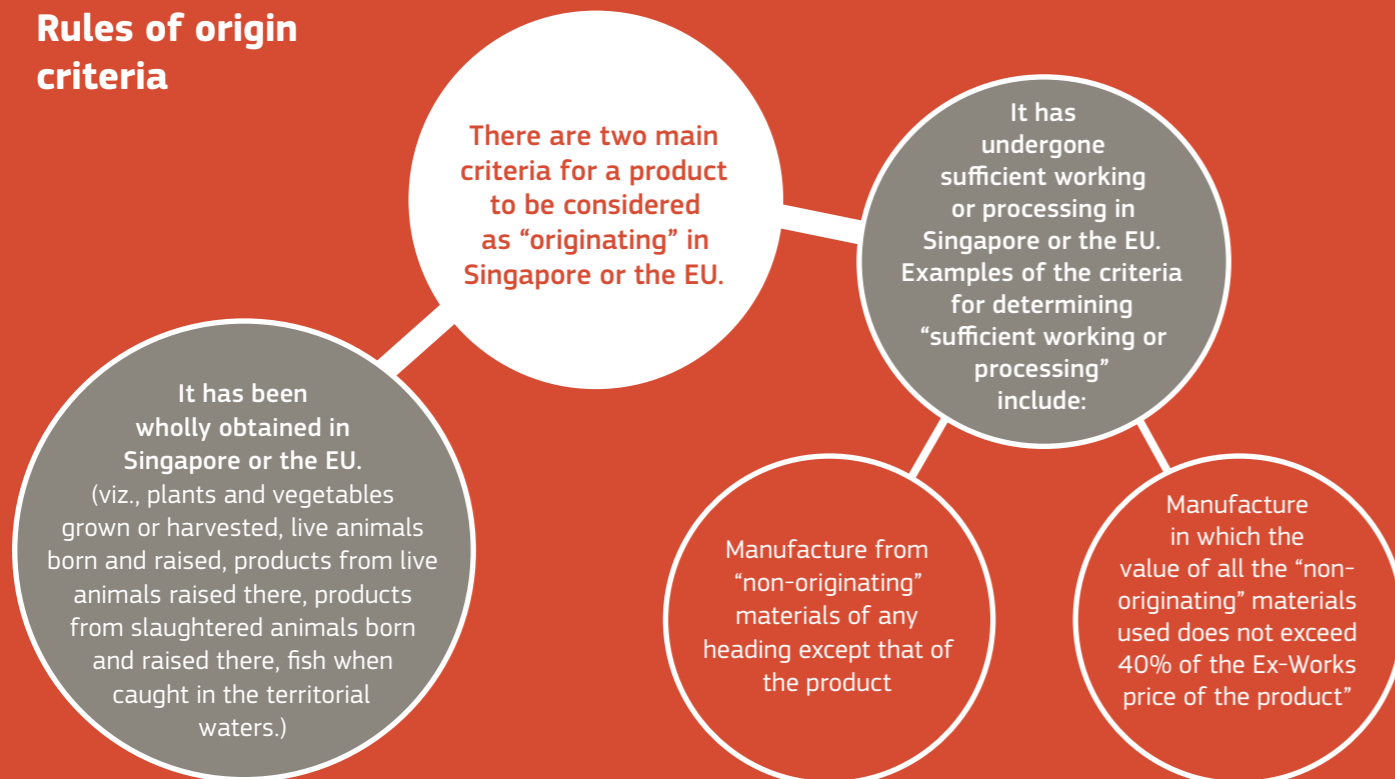 Rules of origin
criteria
There are two main
criteria for a product
to be considered
as “originating” in
Singapore or the EU.
It has been
wholly obtained in
Singapore or the EU.
(viz., plants and vegetables
grown or harvested, live animals
born and raised, products from live
animals raised there, products
from slaughtered animals born
and raised there, fish when
caught in the territorial
waters.)
It has
undergone
sufficient working
or processing in
Singapore or the EU.
Examples of the criteria
for determining
“sufficient working or
processing”
include:
Manufacture from
“non-originating”
materials of any
heading except that of
the product
Manufacture
in which the
value of all the “non-
originating” materials
used does not exceed
40% of the Ex-Works
price of the product”